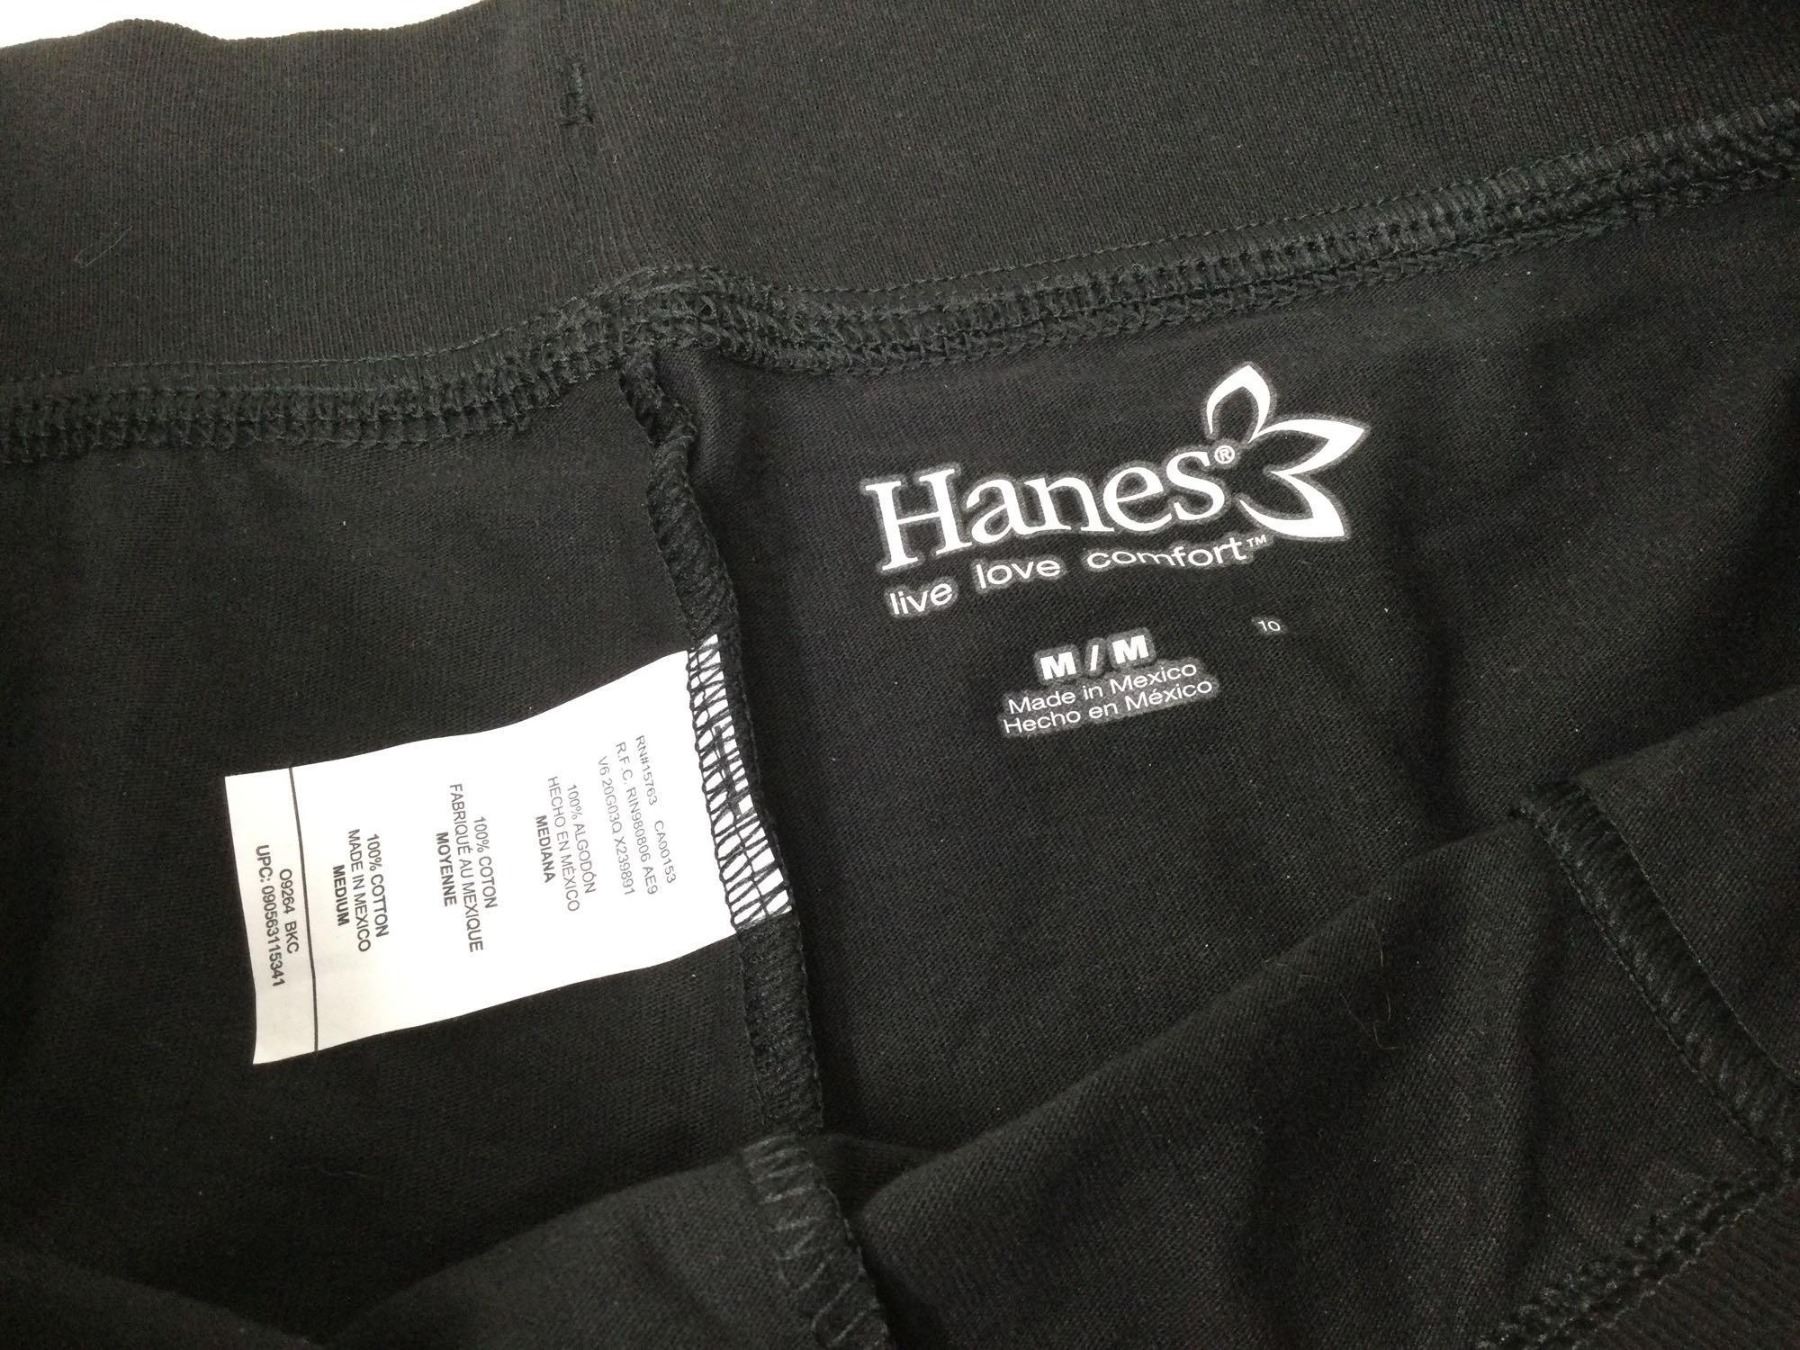 Hanes®
live love comfort™
10
M/M
Made in Mexico
Hecho en México
RN#15763 CA00153
R.F.C. RIN980806 AE9
V6 20G03Q X239891
100% ALGODÓN
HECHO EN MÉXICO
MEDIANA
100% COTON
FABRIQUÉ AU MEXIQUE
MOYENNE
100% COTTON
MADE IN MEXICO
MEDIUM
O9264 BKC
UPC: 090563115341